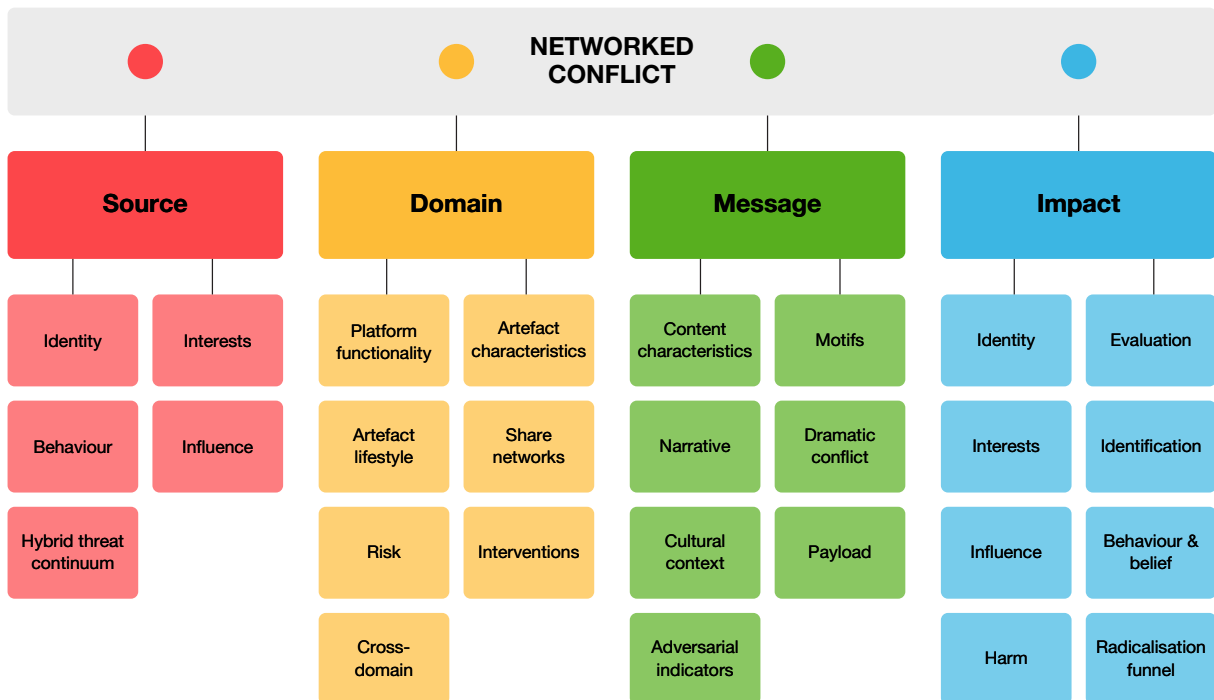 NETWORKED
CONFLICT
Source
Domain
Message
Impact
Identity
Interests
Behaviour
Influence
Hybrid threat
continuum
Platform
functionality
Artefact
characteristics
Artefact
lifestyle
Share
networks
Risk
Interventions
Cross-
domain
Content
characteristics
Motifs
Narrative
Dramatic
conflict
Cultural
context
Payload
Adversarial
indicators
Identity
Evaluation
Interests
Identification
Influence
Behaviour &
belief
Harm
Radicalisation
funnel